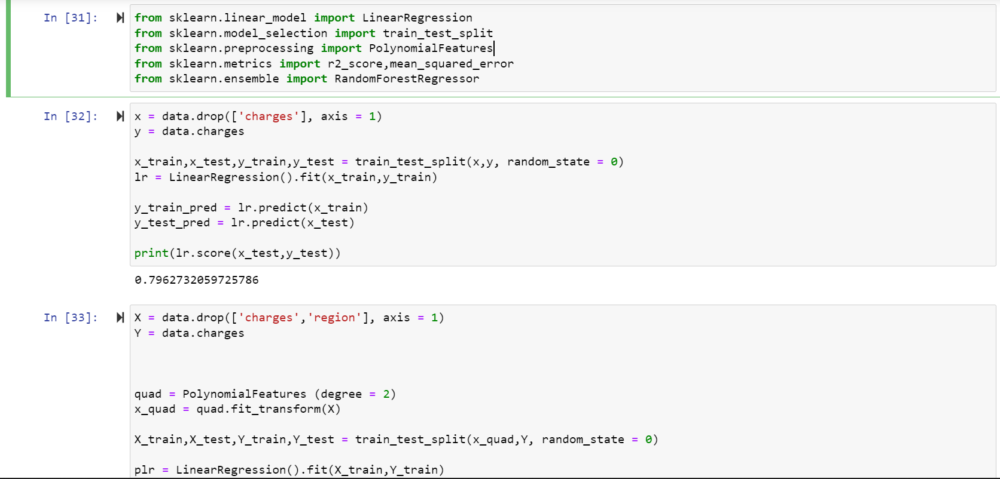 In [31]:
from sklearn.linear_model import LinearRegression
from sklearn.model_selection import train_test_split
from sklearn.preprocessing import PolynomialFeatures
from sklearn.metrics import r2_score,mean_squared_error
from sklearn.ensemble import RandomForestRegressor
In [32]:
x = data.drop(['charges'], axis = 1)
y = data.charges
x_train,x_test,y_train,y_test = train_test_split(x,y, random_state = 0)
lr = LinearRegression().fit(x_train,y_train)
y_train_pred = lr.predict(x_train)
y_test_pred = lr.predict(x_test)
print(lr.score(x_test,y_test))
0.7962732059725786
In [33]:
X = data.drop(['charges','region'], axis = 1)
Y = data.charges
quad = PolynomialFeatures (degree = 2)
x_quad = quad.fit_transform(X)
X_train,X_test,Y_train,Y_test = train_test_split(x_quad,Y, random_state = 0)
plr = LinearRegression().fit(X_train,Y_train)